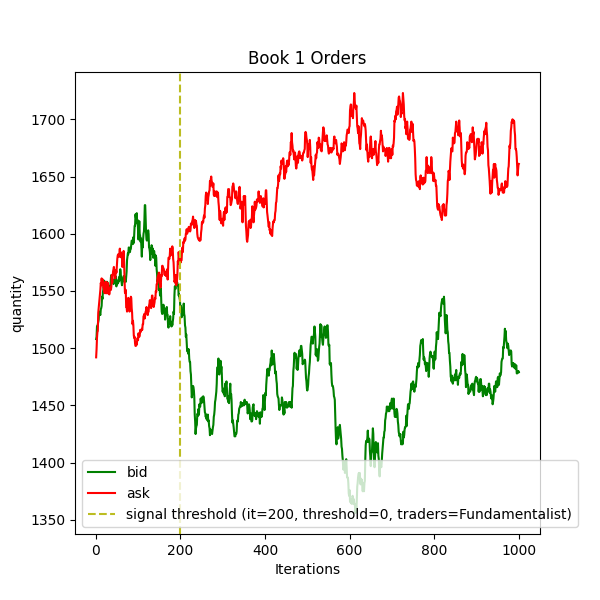 Book 1 Orders
quantity
1700
1650
1600
1550
1500
1450
1400
1350
bid
ask
signal threshold (it=200, threshold=0, traders=Fundamentalist)
0 200 400 600 800 1000
Iterations